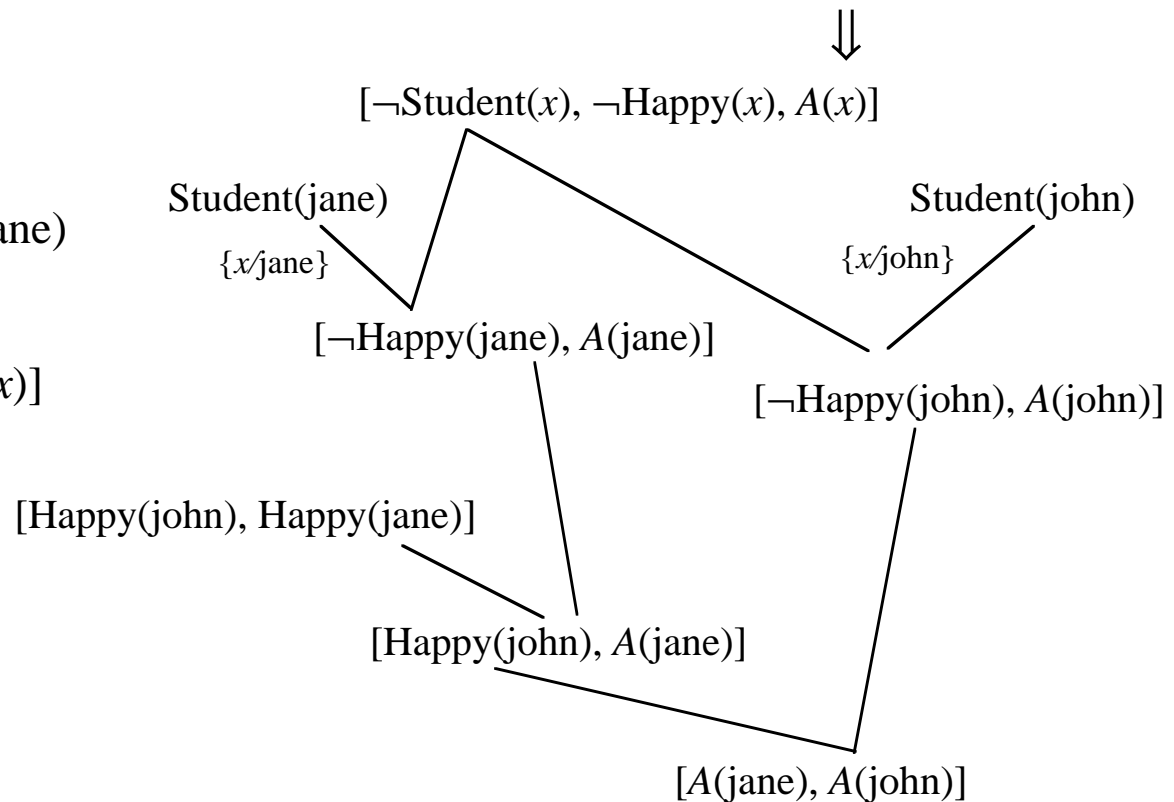 ⇓
[¬Student(x), ¬Happy(x), A(x)]
Student(jane)
Student(john)
ane)
{x/jane}
{x/john}
[¬Happy(jane), A(jane)]
x)]
[¬Happy(john), A(john)]
[Happy(john), Happy(jane)]
[Happy(john), A(jane)]
[A(jane), A(john)]